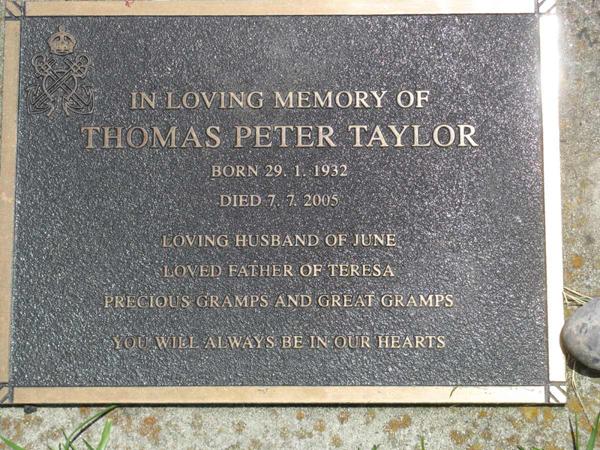 IN LOVING MEMORY OF
THOMAS PETER TAYLOR
BORN 29. 1. 1932
DIED 7. 7. 2005
LOVING HUSBAND OF JUNE
LOVED FATHER OF TERESA
PRECIOUS GRAMPS AND GREAT GRAMPS
YOU WILL ALWAYS BE IN OUR HEARTS